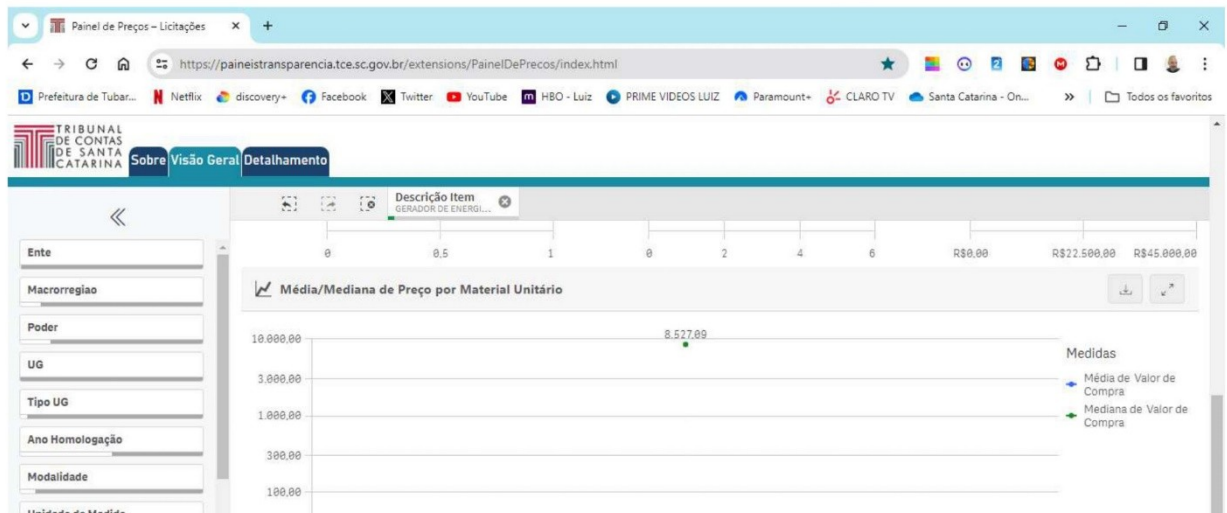 Painel de Preços – Licitações
https://paineistransparencia.tce.sc.gov.br/extensions/PainelDePrecos/index.html
Prefeitura de Tubar... Netflix discovery+ Facebook Twitter YouTube HBO - Luiz PRIME VIDEOS LUIZ Paramount+ CLARO TV Santa Catarina - On... » Todos os favoritos
TRIBUNAL
DE CONTAS
DE SANTA
CATARINA
Sobre Visão Geral Detalhamento
Descrição Item
GERADOR DE ENERGI...
Ente
Macrorregiao
Poder
UG
Tipo UG
Ano Homologação
Modalidade
Unidade de Medida
0 0,5 1 0 2 4 6 R$0,00 R$22.500,00 R$45.000,00
Média/Mediana de Preço por Material Unitário
8.527,09
10.000,00
3.000,00
1.000,00
300,00
100,00
Medidas
Média de Valor de
Compra
Mediana de Valor de
Compra